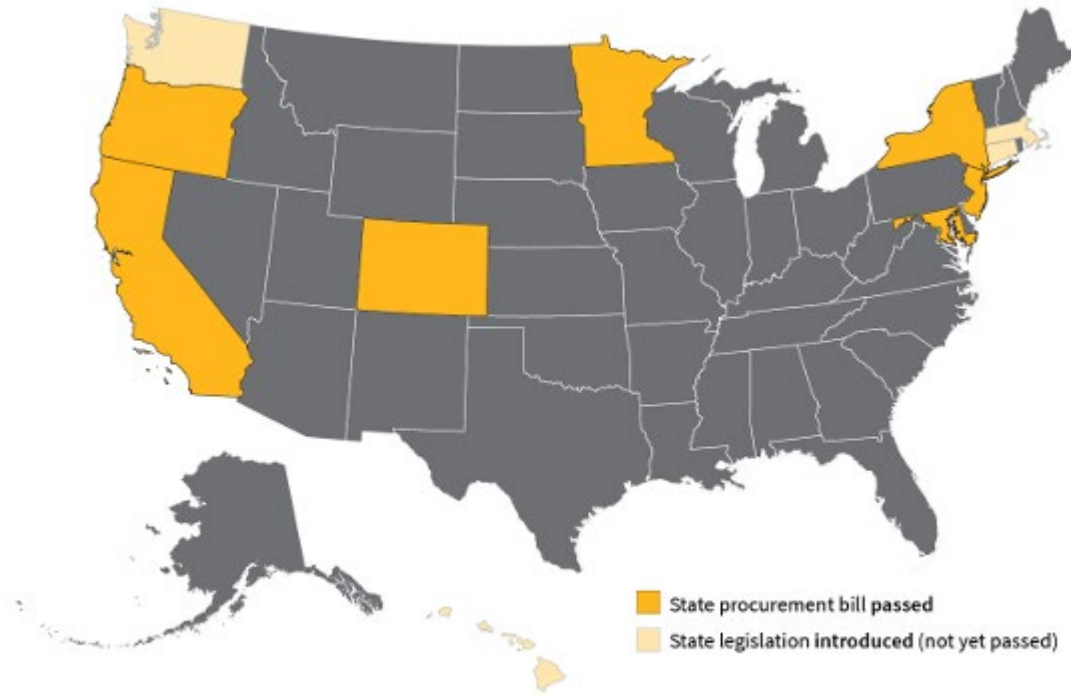 State procurement bill passed
State legislation introduced (not yet passed)